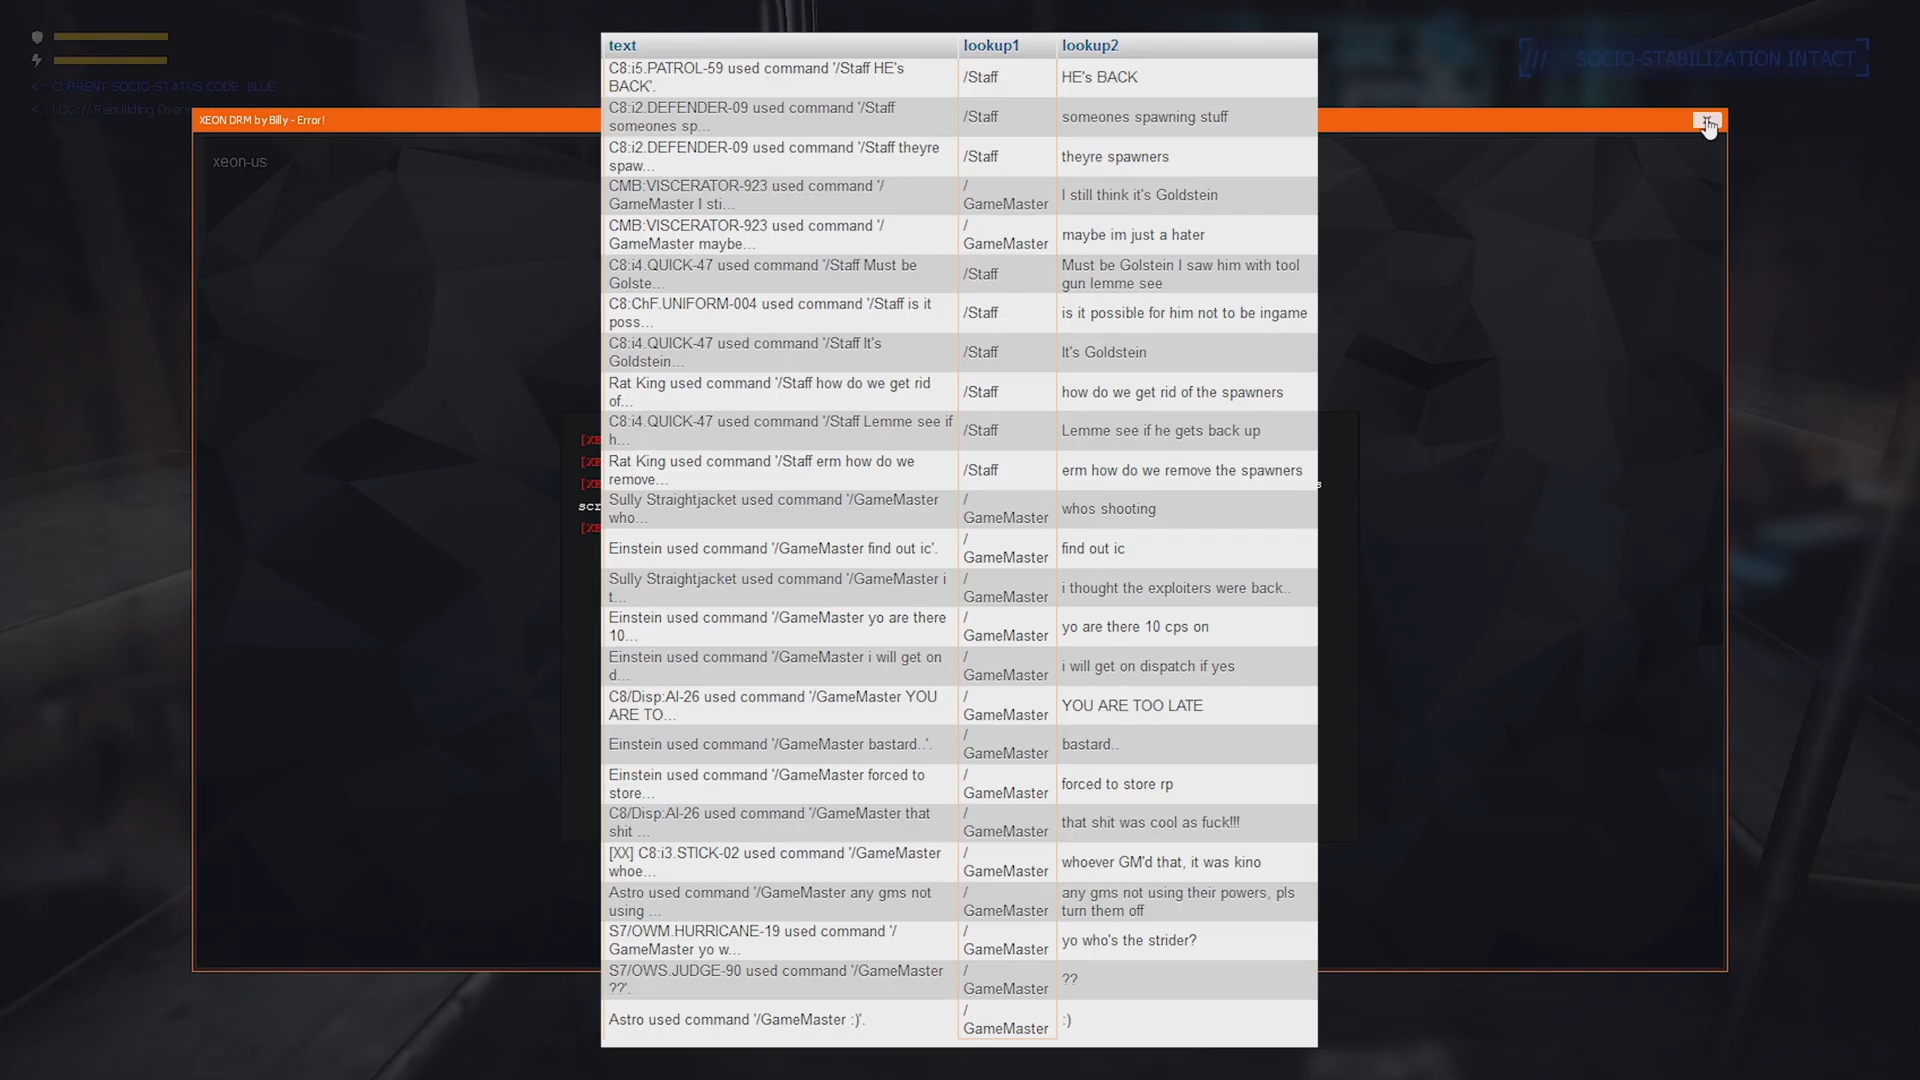 <: CURRENT SOCIO-STATUS CODE: BLUE
<: LOG:// Rebuilding
/// SOCIO-STABILIZATION INTACT
XEON DRM by Billy - Error!
xeon-us
text lookup1 lookup2
C8:i5.PATROL-59 used command '/Staff HE's
BACK'.
/Staff
HE's BACK
C8:i2.DEFENDER-09 used command '/Staff
someones sp...
/Staff
someones spawning stuff
C8:i2.DEFENDER-09 used command '/Staff theyre
spaw...
/Staff
theyre spawners
CMB:VISCERATOR-923 used command '/
GameMaster I sti...
/
GameMaster
I still think it's Goldstein
CMB:VISCERATOR-923 used command '/
GameMaster maybe...
/
GameMaster
maybe im just a hater
C8:i4.QUICK-47 used command '/Staff Must be
Golste...
/Staff
Must be Golstein I saw him with tool
gun lemme see
C8:ChF.UNIFORM-004 used command '/Staff is it
poss...
/Staff
is it possible for him not to be ingame
C8:i4.QUICK-47 used command '/Staff It's
Goldstein...
/Staff
It's Goldstein
Rat King used command '/Staff how do we get rid
of...
/Staff
how do we get rid of the spawners
C8:i4.QUICK-47 used command '/Staff Lemme see if
h...
/Staff
Lemme see if he gets back up
Rat King used command '/Staff erm how do we
remove...
/Staff
erm how do we remove the spawners
Sully Straightjacket used command '/GameMaster
who...
/
GameMaster
whos shooting
Einstein used command '/GameMaster find out ic'.
/
GameMaster
find out ic
Sully Straightjacket used command '/GameMaster i
t...
/
GameMaster
i thought the exploiters were back..
Einstein used command '/GameMaster yo are there
10...
/
GameMaster
yo are there 10 cps on
Einstein used command '/GameMaster i will get on
d...
/
GameMaster
i will get on dispatch if yes
C8/Disp:AI-26 used command '/GameMaster YOU
ARE TO...
/
GameMaster
YOU ARE TOO LATE
Einstein used command '/GameMaster bastard..'.
/
GameMaster
bastard..
Einstein used command '/GameMaster forced to
store...
/
GameMaster
forced to store rp
C8/Disp:AI-26 used command '/GameMaster that
shit ...
/
GameMaster
that shit was cool as fuck!!!
[XX] C8:i3.STICK-02 used command '/GameMaster
whoe...
/
GameMaster
whoever GM'd that, it was kino
Astro used command '/GameMaster any gms not
using ...
/
GameMaster
any gms not using their powers, pls
turn them off
S7/OWM.HURRICANE-19 used command '/
GameMaster yo w...
/
GameMaster
yo who's the strider?
S7/OWS.JUDGE-90 used command '/GameMaster
??'.
/
GameMaster
??
Astro used command '/GameMaster :)'.
/
GameMaster
:)